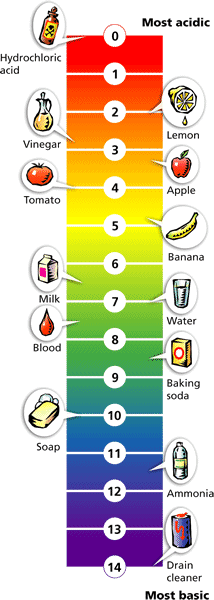 Most acidic
0
Hydrochloric
acid
1
2
Lemon
Vinegar
3
Apple
Tomato
4
5
Banana
6
Milk
7
Water
Blood
8
Baking
soda
9
10
Soap
11
Ammonia
12
13
14
Drain
cleaner
Most basic